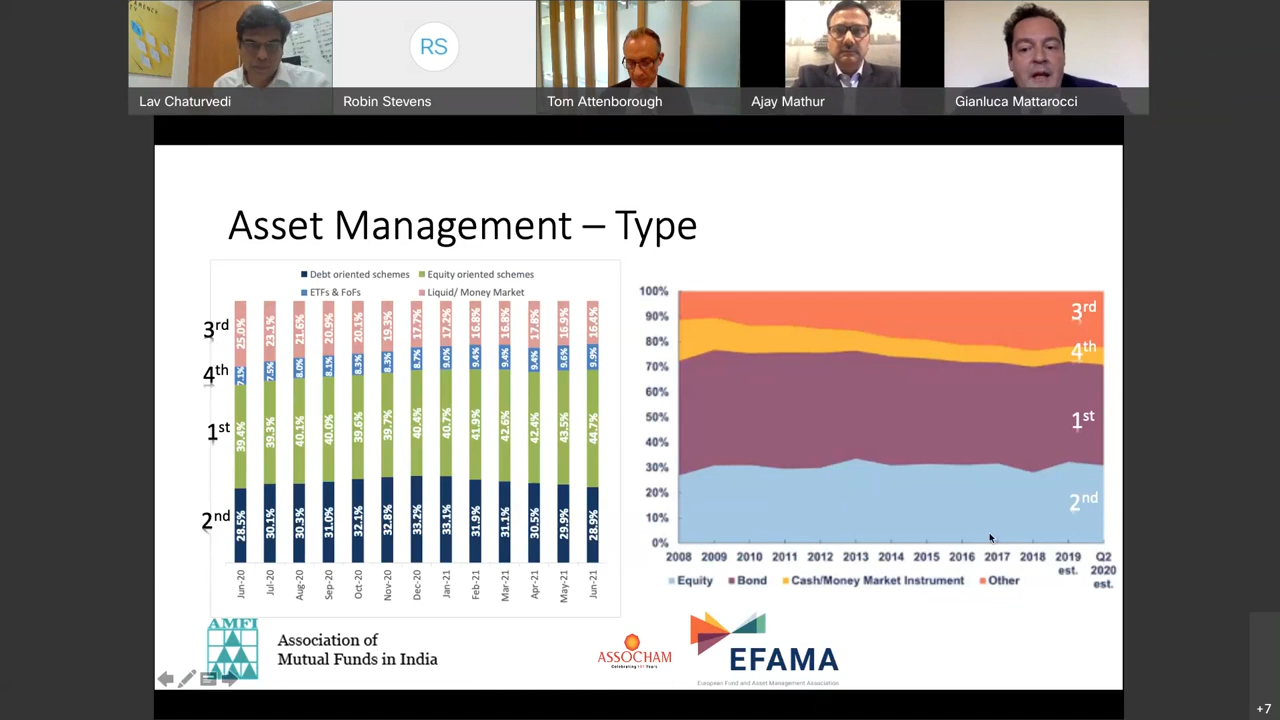 RS
Lav Chaturvedi
Robin Stevens
Tom Attenborough
Ajay Mathur
Gianluca Mattarocci
Asset Management – Type
Debt oriented schemes
Equity oriented schemes
ETFs & FoFs
Liquid/ Money Market
3rd
4th
1st
2nd
25.0% 23.1% 21.6% 20.9% 20.1% 19.3% 17.7% 17.2% 16.8% 16.8% 17.8% 16.9% 16.4%
7.1% 7.5% 8.0% 8.1% 8.3% 8.3% 8.7% 9.0% 9.4% 9.4% 9.4% 9.6% 9.9%
39.4% 39.3% 40.1% 40.0% 39.6% 39.7% 40.4% 40.7% 41.9% 42.6% 42.4% 43.5% 44.7%
28.5% 30.1% 30.3% 31.0% 32.1% 32.8% 33.2% 33.1% 31.9% 31.1% 30.5% 29.9% 28.9%
Jun-20 Jul-20 Aug-20 Sep-20 Oct-20 Nov-20 Dec-20 Jan-21 Feb-21 Mar-21 Apr-21 May-21 Jun-21
100%
90%
80%
70%
60%
50%
40%
30%
20%
10%
0%
3rd
4th
1st
2nd
2008 2009 2010 2011 2012 2013 2014 2015 2016 2017 2018 2019 est. Q2 2020 est.
Equity Bond Cash/Money Market Instrument Other
AMFI
Association of
Mutual Funds in India
ASSOCHAM
EFAMA
European Fund and Asset Management Association
+7